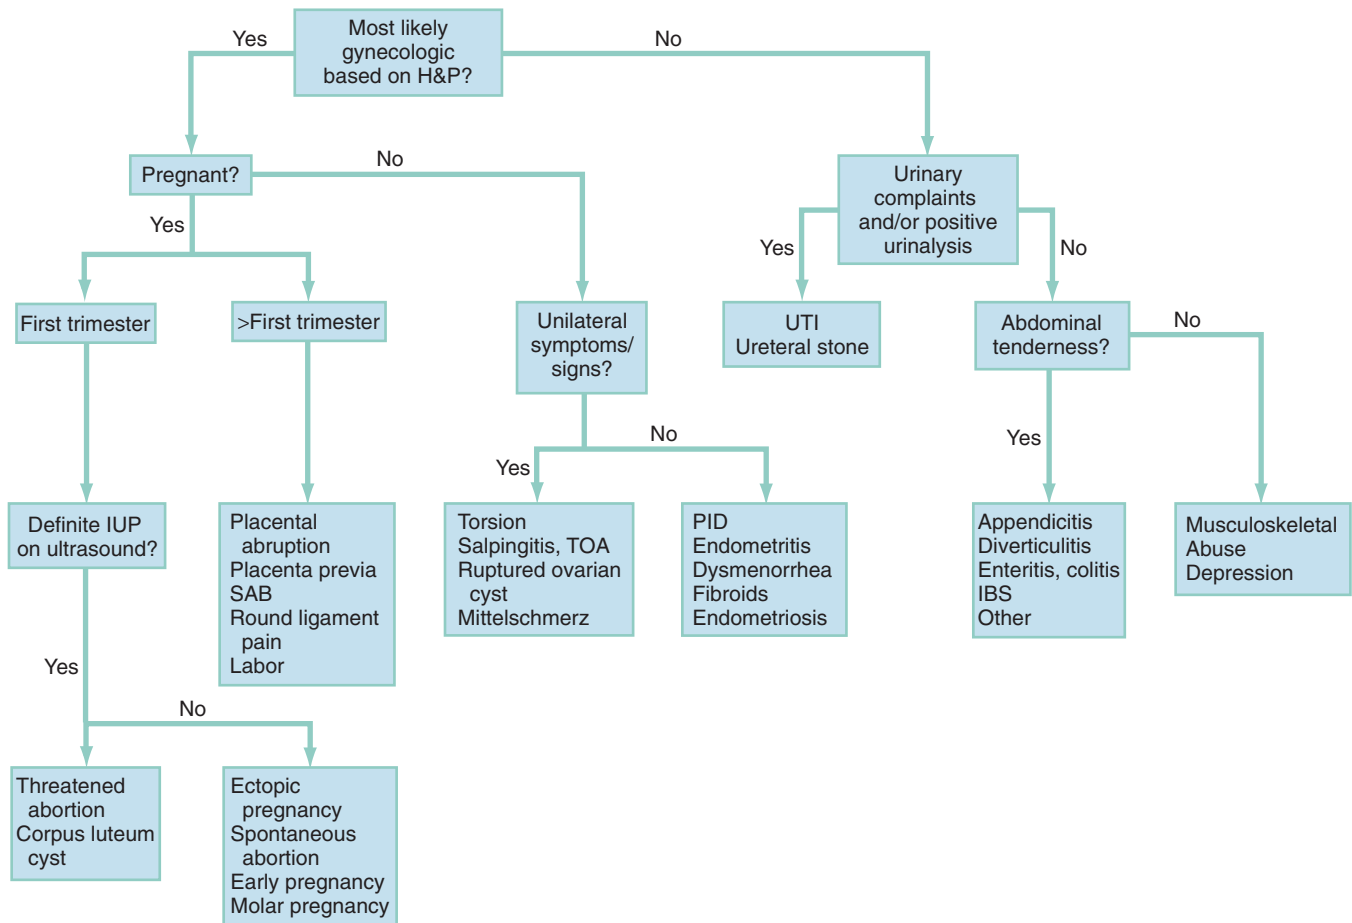 Most likely
gynecologic
based on H&P?
Yes
No
Pregnant?
No
Yes
Urinary
complaints
and/or positive
urinalysis
Yes
No
First trimester
>First trimester
Unilateral
symptoms/
signs?
UTI
Ureteral stone
Abdominal
tenderness?
No
Yes
Yes
No
Definite IUP
on ultrasound?
Placental
abruption
Placenta previa
SAB
Round ligament
pain
Labor
Torsion
Salpingitis, TOA
Ruptured ovarian
cyst
Mittelschmerz
PID
Endometritis
Dysmenorrhea
Fibroids
Endometriosis
Appendicitis
Diverticulitis
Enteritis, colitis
IBS
Other
Musculoskeletal
Abuse
Depression
Yes
No
Threatened
abortion
Corpus luteum
cyst
Ectopic
pregnancy
Spontaneous
abortion
Early pregnancy
Molar pregnancy